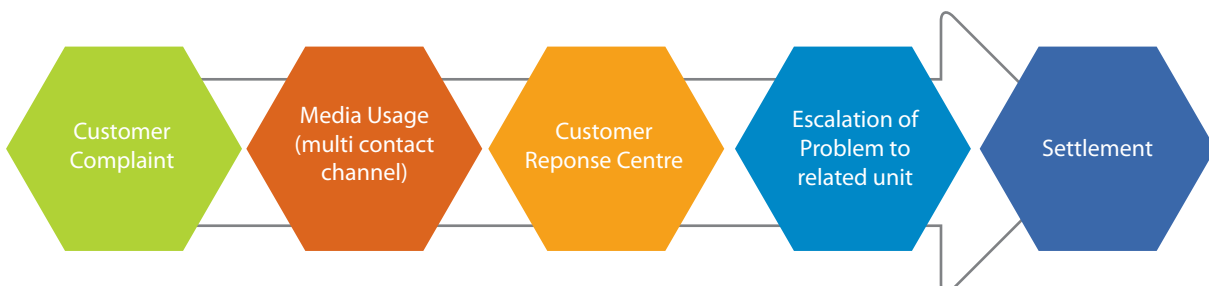 Customer
Complaint
Media Usage
(multi contact
channel)
Customer
Reponse Centre
Escalation of
Problem to
related unit
Settlement